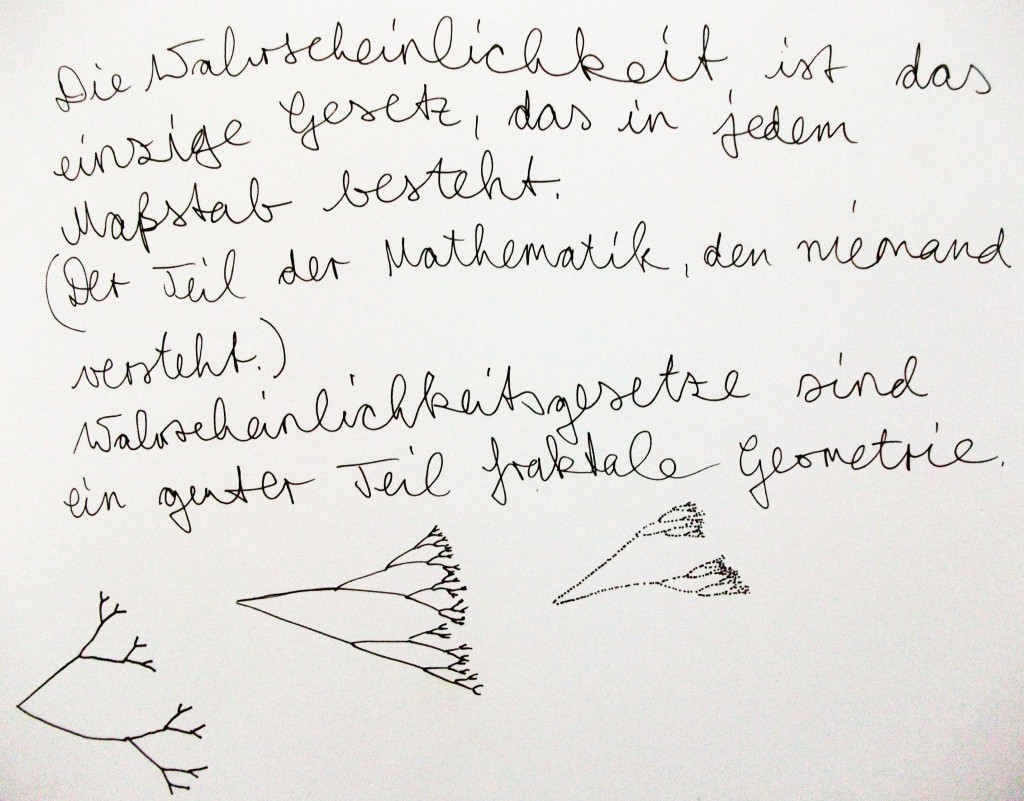 Die Wahrscheinlichkeit ist das
einzige Gesetz, das in jedem
Maßstab besteht.
(Der Teil der Mathematik, den niemand
versteht.)
Wahrscheinlichkeitsgesetze sind
ein guter Teil fraktale Geometrie.